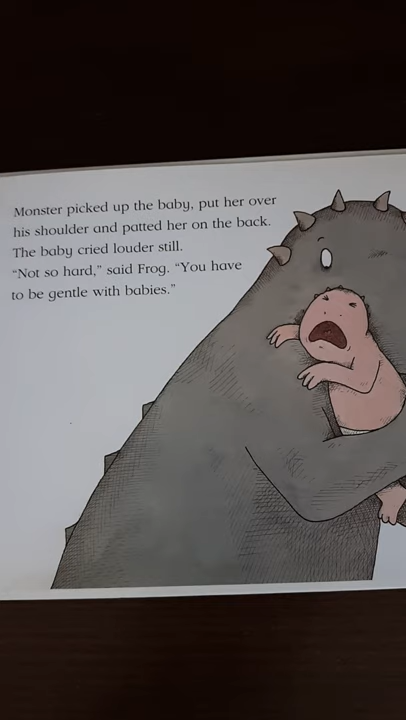 Monster picked up the baby, put her over
his shoulder and patted her on the back.
The baby cried louder still.
“Not so hard,” said Frog. “You have
to be gentle with babies.”